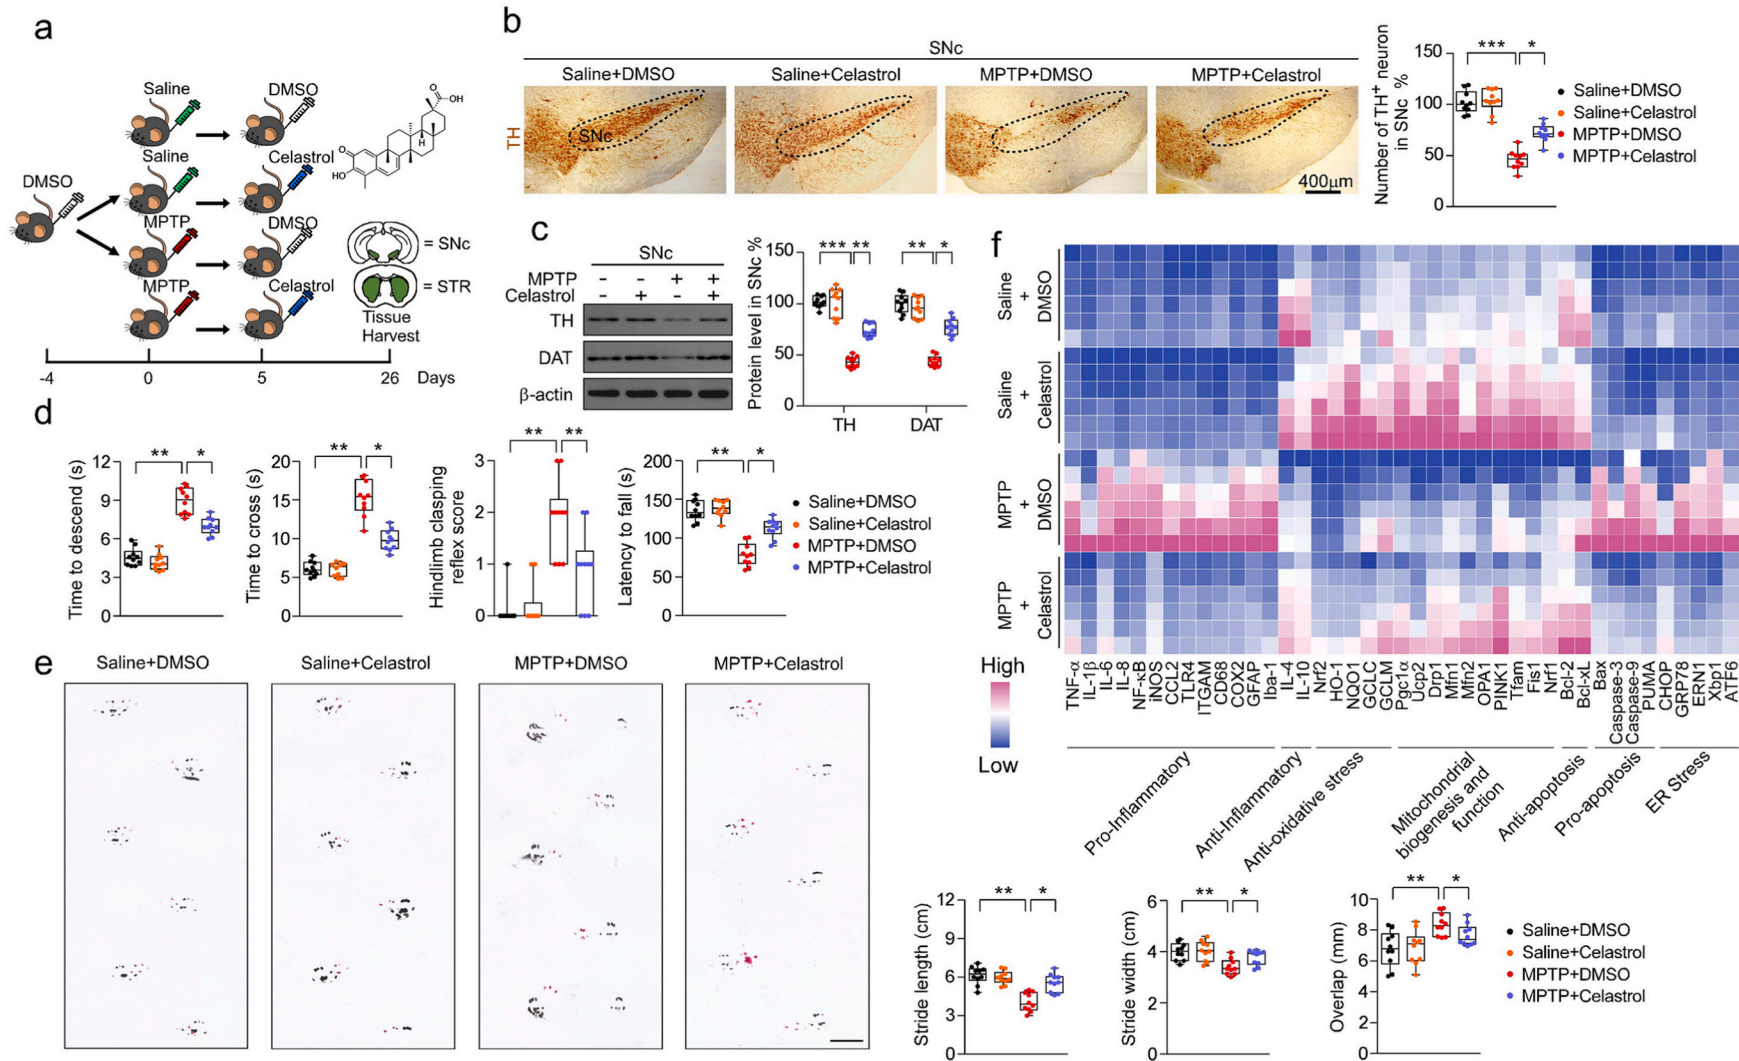 a
Saline
DMSO
Saline
Celastrol
DMSO
MPTP
DMSO
MPTP
Celastrol
O
OH
O
HO
H
= SNc
= STR
Tissue
Harvest
-4
0
5
26
Days
b
SNc
Saline+DMSO
Saline+Celastrol
MPTP+DMSO
MPTP+Celastrol
TH
SNc
400μm
Number of TH+ neuron
in SNc %
150
100
50
0
***
*
Saline+DMSO
Saline+Celastrol
MPTP+DMSO
MPTP+Celastrol
c
SNc
MPTP - - + +
Celastrol - + - +
TH
DAT
β-actin
Protein level in SNc %
150
100
50
0
*** **
** *
TH
DAT
d
Time to descend (s)
12
9
6
3
0
** *
Time to cross (s)
20
15
10
5
0
** *
Hindlimb clasping
reflex score
3
2
1
0
** **
Latency to fall (s)
200
150
100
50
0
** *
Saline+DMSO
Saline+Celastrol
MPTP+DMSO
MPTP+Celastrol
e
Saline+DMSO
Saline+Celastrol
MPTP+DMSO
MPTP+Celastrol
Stride length (cm)
12
9
6
3
0
** *
Stride width (cm)
6
4
2
0
** *
Overlap (mm)
10
8
6
4
2
0
** *
Saline+DMSO
Saline+Celastrol
MPTP+DMSO
MPTP+Celastrol
f
Saline
+
DMSO
Saline
+
Celastrol
MPTP
+
DMSO
MPTP
+
Celastrol
High
Low
TNF-α
IL-1β
IL-6
IL-8
NF-κB
iNOS
CCL2
TLR4
ITGAM
CD68
COX2
GFAP
Iba-1
IL-4
IL-10
Nrf2
HO-1
NQO1
GCLC
GCLM
Pgc1α
Ucp2
Drp1
Mfn1
Mfn2
OPA1
PINK1
Tfam
Fis1
Nrf1
Bcl-2
Bcl-xL
Bax
Caspase-3
Caspase-9
PUMA
CHOP
GRP78
ERN1
Xbp1
ATF6
Pro-Inflammatory
Anti-Inflammatory
Anti-oxidative stress
Mitochondrial
biogenesis and
function
Anti-apoptosis
Pro-apoptosis
ER Stress